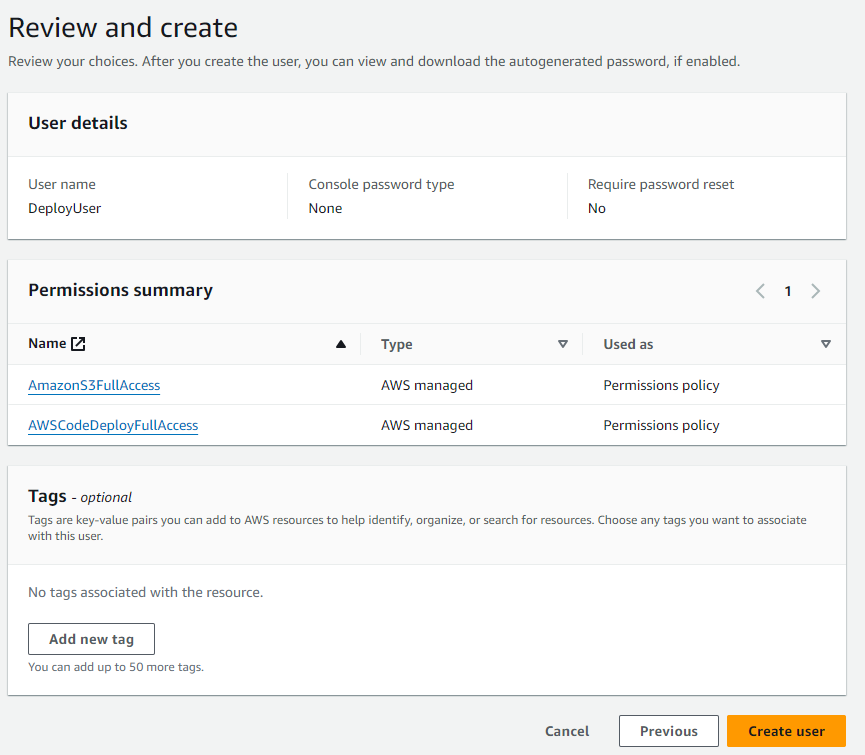 Review and create
Review your choices. After you create the user, you can view and download the autogenerated password, if enabled.
User details
User name
DeployUser
Console password type
None
Require password reset
No
Permissions summary
1
Name Type Used as
AmazonS3FullAccess AWS managed Permissions policy
AWSCodeDeployFullAccess AWS managed Permissions policy
Tags - optional
Tags are key-value pairs you can add to AWS resources to help identify, organize, or search for resources. Choose any tags you want to associate
with this user.
No tags associated with the resource.
Add new tag
You can add up to 50 more tags.
Cancel Previous Create user